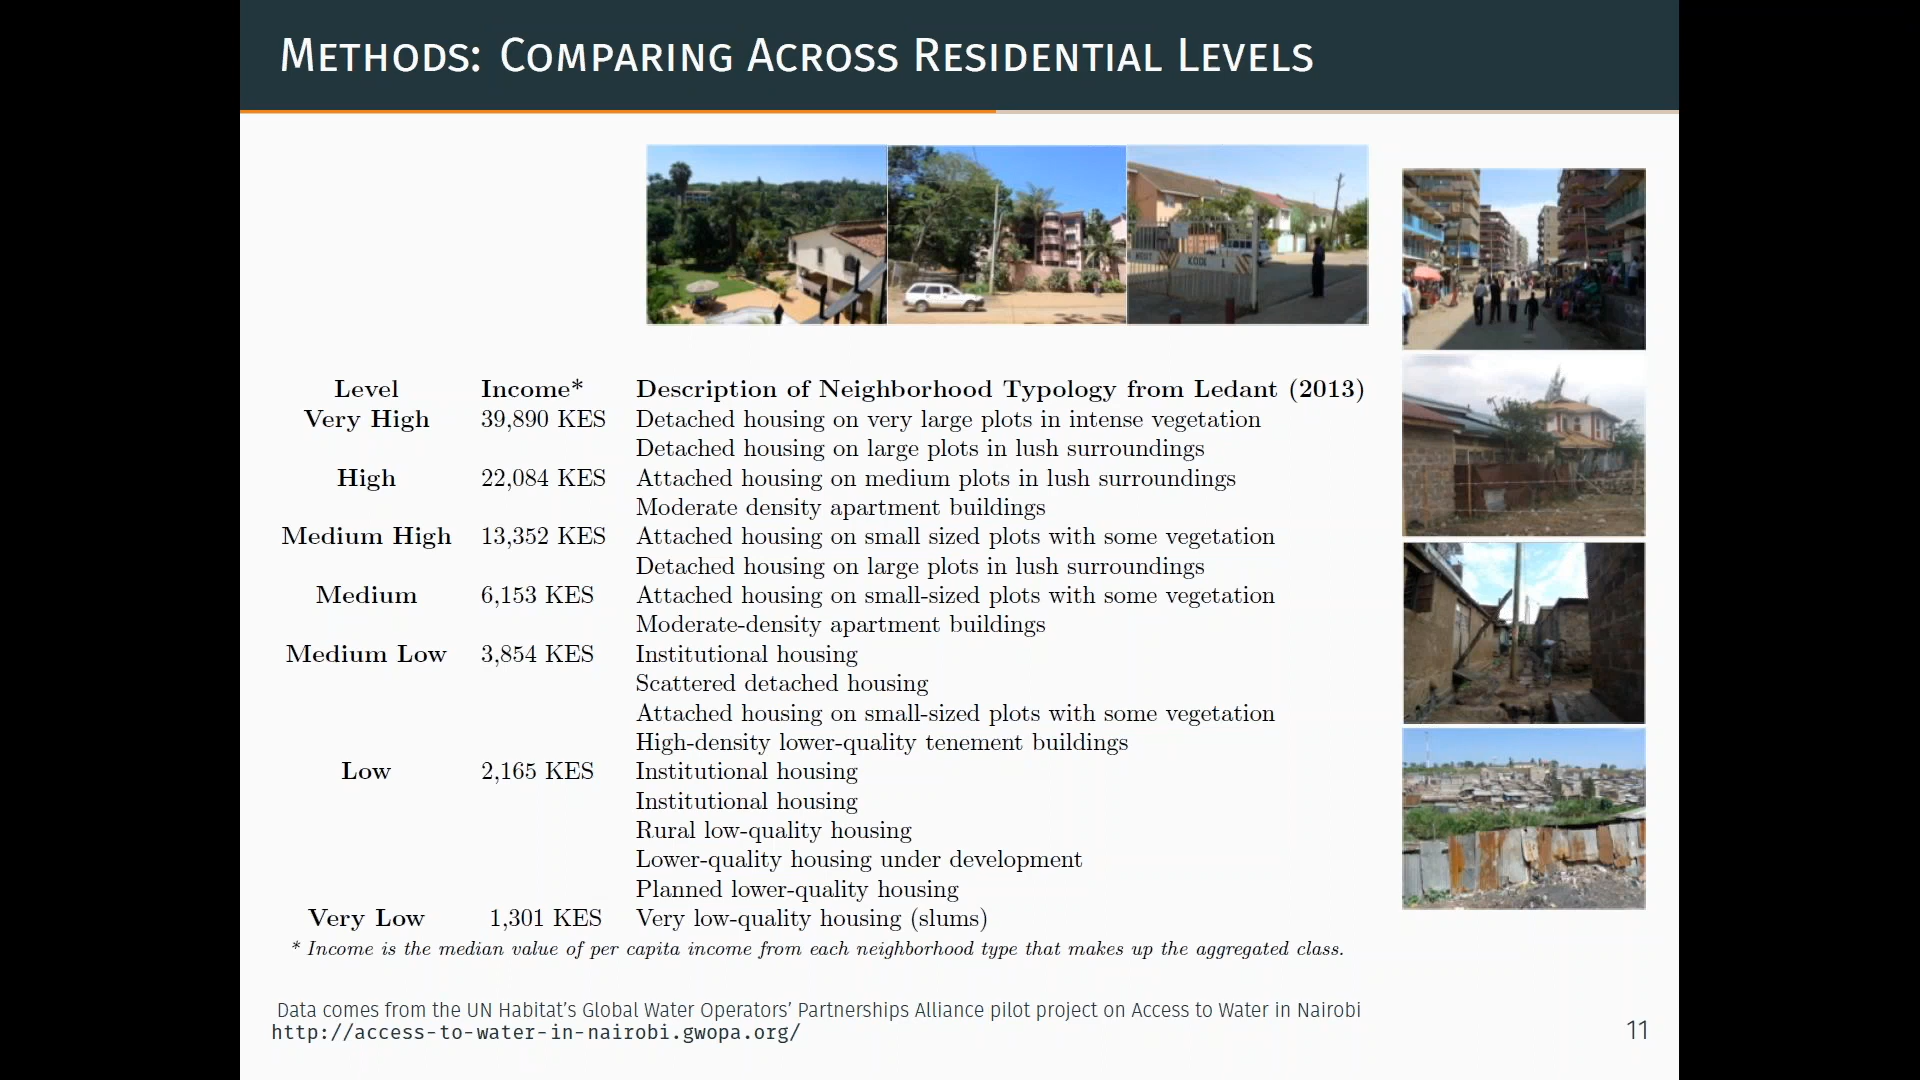 Methods: Comparing Across Residential Levels
KODI 1
Level Income* Description of Neighborhood Typology from Ledant (2013)
Very High 39,890 KES Detached housing on very large plots in intense vegetation
Detached housing on large plots in lush surroundings
High 22,084 KES Attached housing on medium plots in lush surroundings
Moderate density apartment buildings
Medium High 13,352 KES Attached housing on small sized plots with some vegetation
Detached housing on large plots in lush surroundings
Medium 6,153 KES Attached housing on small-sized plots with some vegetation
Moderate-density apartment buildings
Medium Low 3,854 KES Institutional housing
Scattered detached housing
Attached housing on small-sized plots with some vegetation
High-density lower-quality tenement buildings
Low 2,165 KES Institutional housing
Institutional housing
Rural low-quality housing
Lower-quality housing under development
Planned lower-quality housing
Very Low 1,301 KES Very low-quality housing (slums)
* Income is the median value of per capita income from each neighborhood type that makes up the aggregated class.
Data comes from the UN Habitat's Global Water Operators' Partnerships Alliance pilot project on Access to Water in Nairobi
http://access-to-water-in-nairobi.gwopa.org/
11